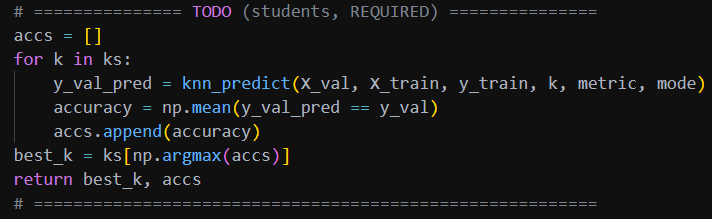 # =============== TODO (students, REQUIRED) ===============
accs = []
for k in ks:
    y_val_pred = knn_predict(X_val, X_train, y_train, k, metric, mode)
    accuracy = np.mean(y_val_pred == y_val)
    accs.append(accuracy)
best_k = ks[np.argmax(accs)]
return best_k, accs
# =========================================================